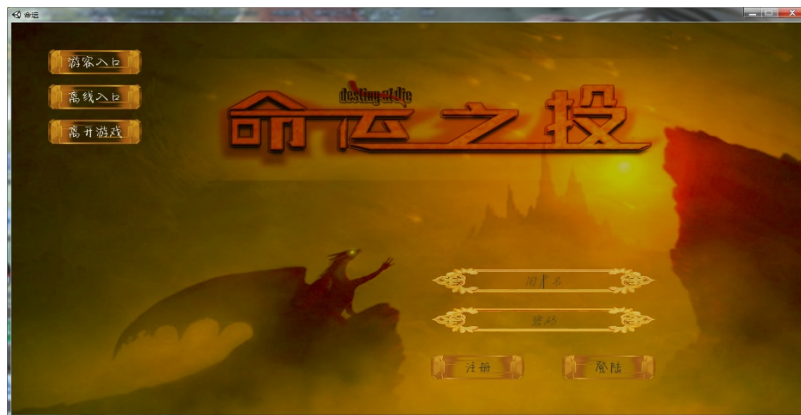 命运
游客入口
离线入口
离开游戏
destiny of die
命运之投
用户名
密码
注册
登陆